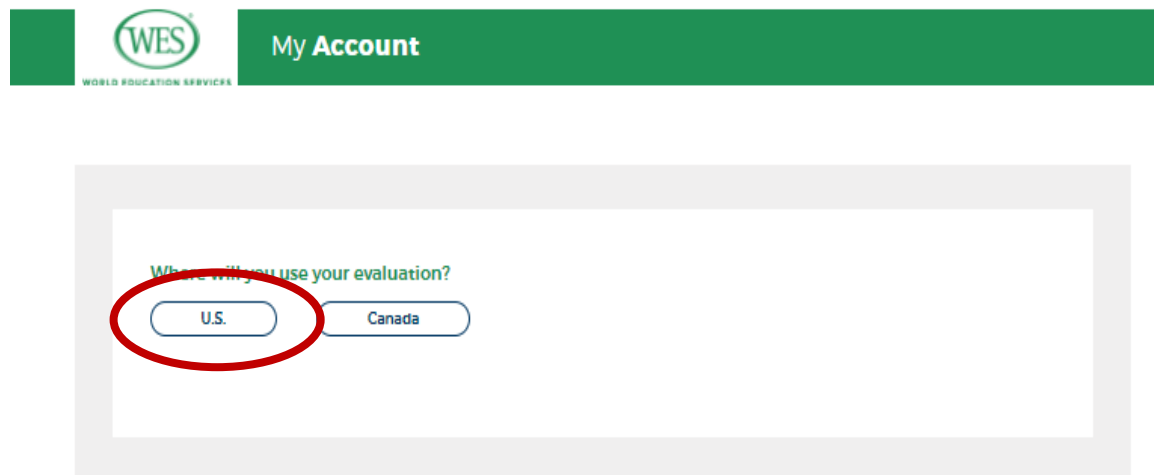 WES
WORLD EDUCATION SERVICES
My Account
Where will you use your evaluation?
U.S.
Canada